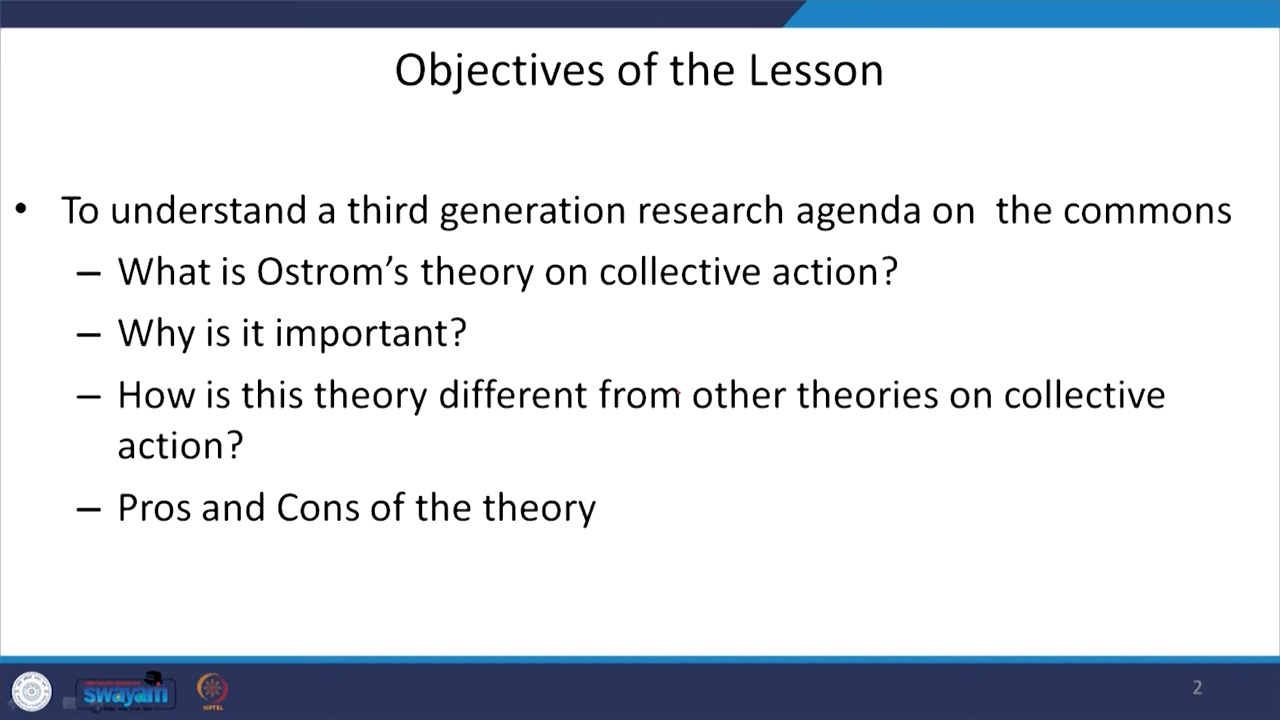 Objectives of the Lesson
• To understand a third generation research agenda on  the commons
– What is Ostrom’s theory on collective action?
– Why is it important?
– How is this theory different from other theories on collective
action?
– Pros and Cons of the theory
swayam
NPTEL
2